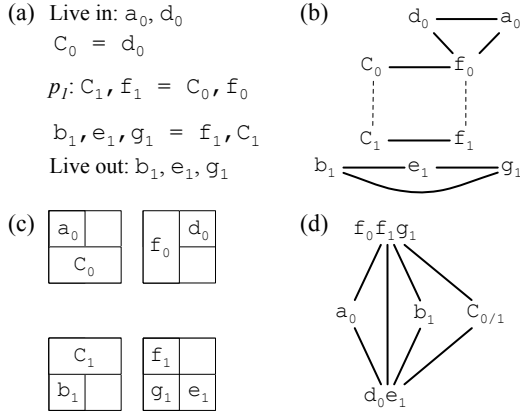 (a) Live in: a₀, d₀
C₀ = d₀
p₁: C₁, f₁ = C₀, f₀
b₁, e₁, g₁ = f₁, C₁
Live out: b₁, e₁, g₁
(b)
d₀ a₀
C₀ f₀
C₁ f₁
b₁ e₁ g₁
(c)
a₀ f₀ d₀
C₀
C₁ f₁
b₁ g₁ e₁
(d)
f₀f₁g₁
a₀ b₁ C₀/₁
d₀e₁